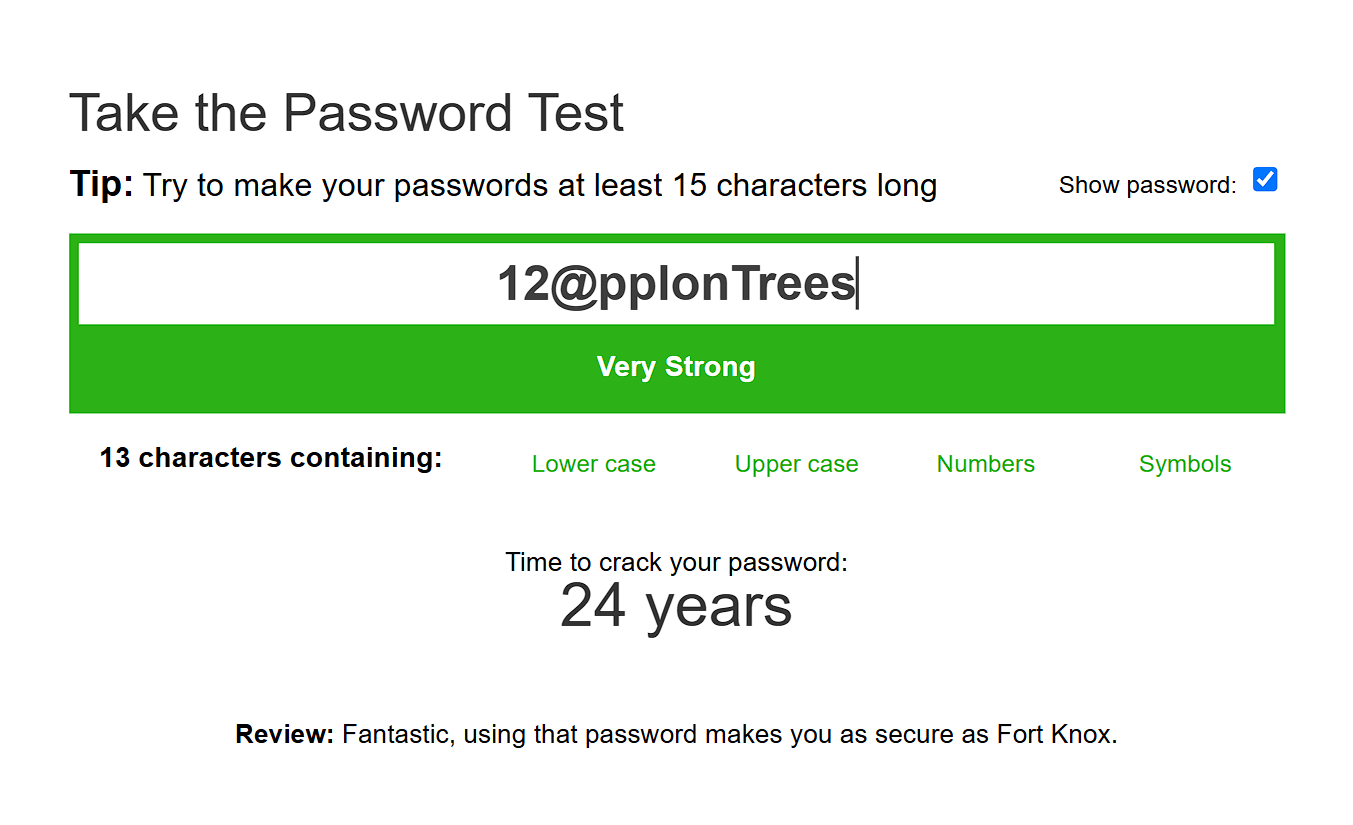 Take the Password Test
Tip: Try to make your passwords at least 15 characters long
Show password:
12@pplonTrees
Very Strong
13 characters containing:
Lower case
Upper case
Numbers
Symbols
Time to crack your password:
24 years
Review: Fantastic, using that password makes you as secure as Fort Knox.